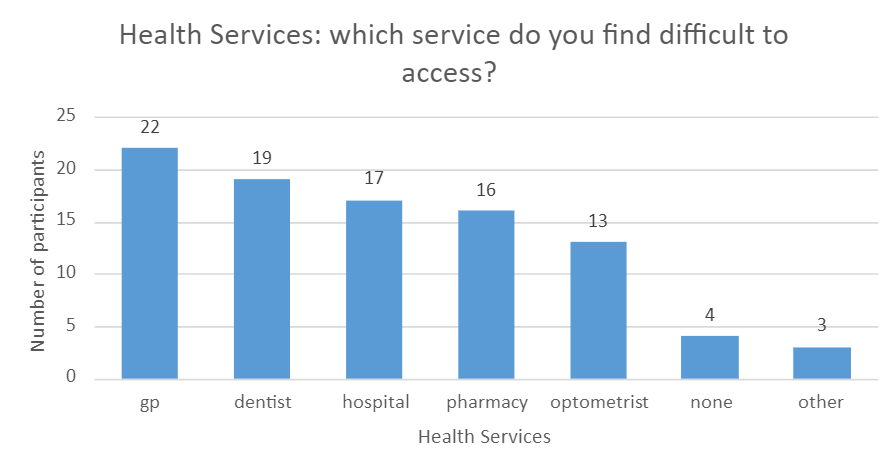 Health Services: which service do you find difficult to
access?
25
20
15
10
5
0
Number of participants
22
19
17
16
13
4
3
gp
dentist
hospital
pharmacy
optometrist
none
other
Health Services